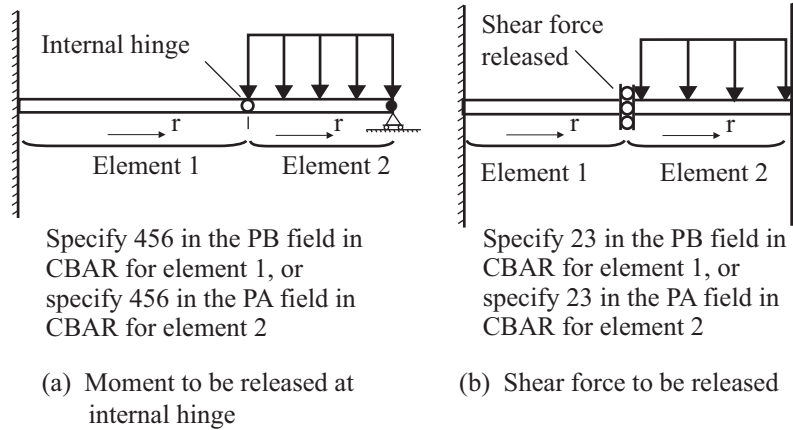 Internal hinge
r
r
Element 1
Element 2
Specify 456 in the PB field in
CBAR for element 1, or
specify 456 in the PA field in
CBAR for element 2
(a) Moment to be released at
internal hinge
Shear force
released
r
r
Element 1
Element 2
Specify 23 in the PB field in
CBAR for element 1, or
specify 23 in the PA field in
CBAR for element 2
(b) Shear force to be released